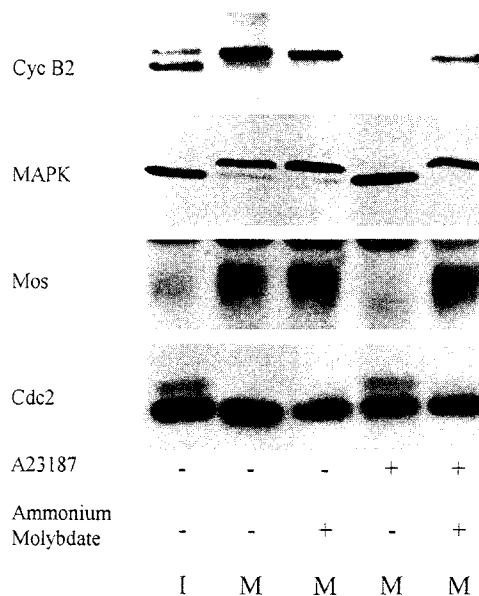 Cyc B2
MAPK
Mos
Cdc2
A23187 - - - + +
Ammonium
Molybdate - - + - +
I M M M M